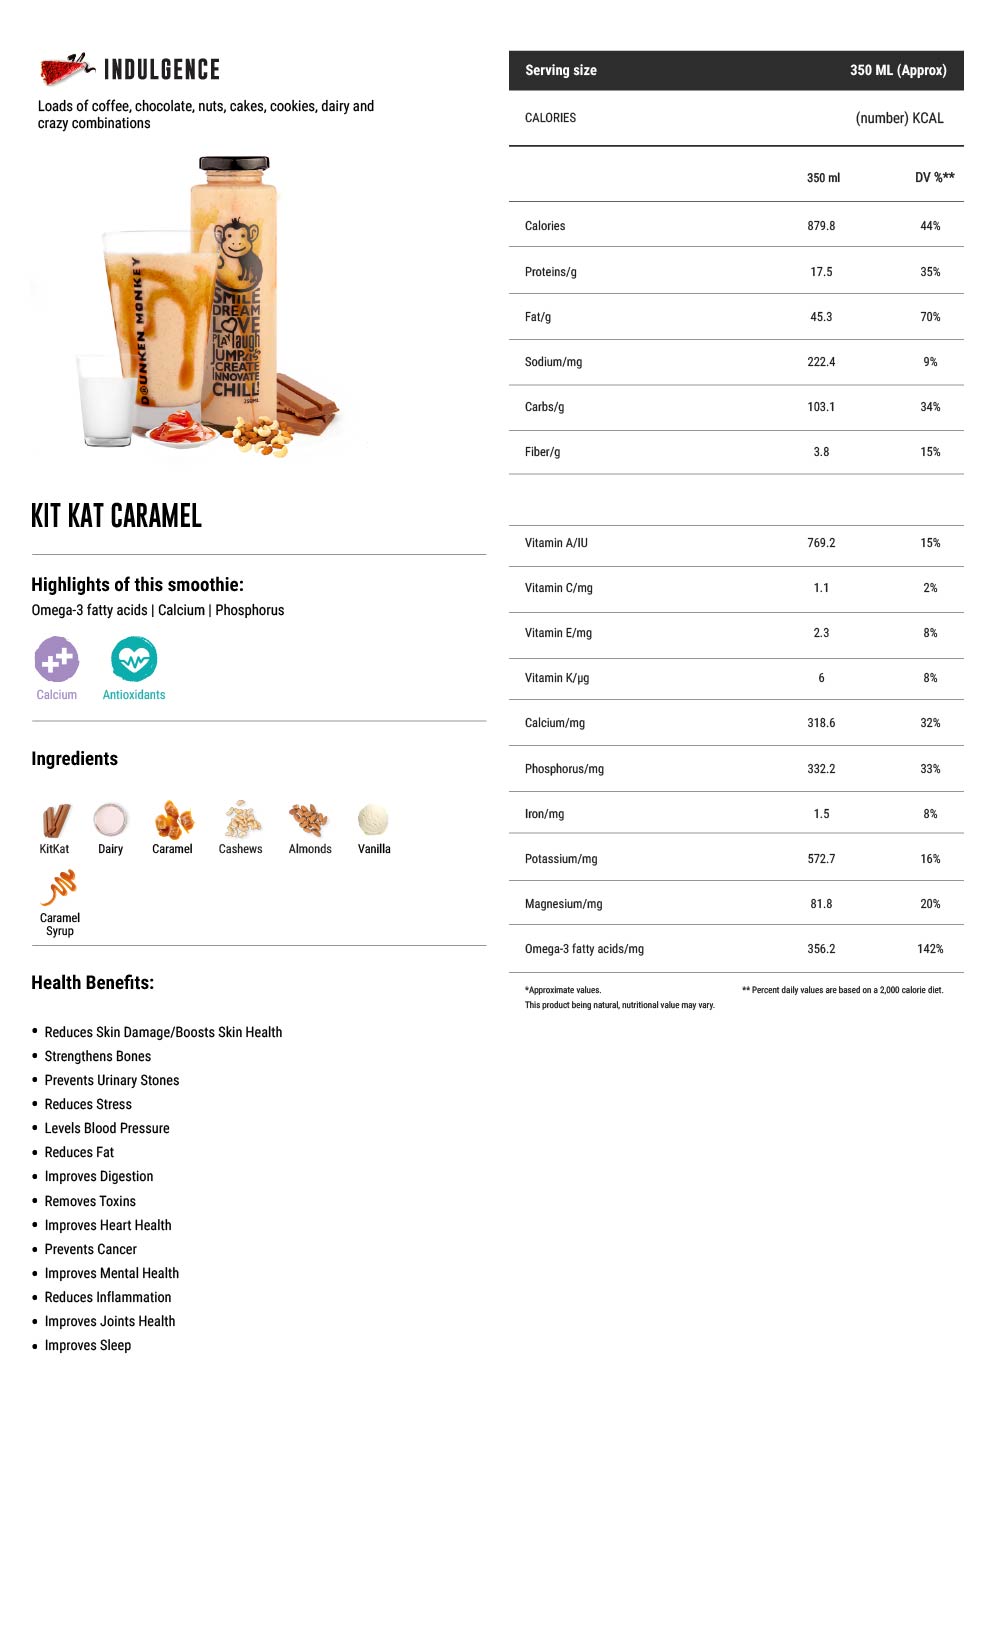 INDULGENCE
Loads of coffee, chocolate, nuts, cakes, cookies, dairy and
crazy combinations
DRUNKEN MONKEY
SMILE
DREAM
LOVE
PLAY laugh
JUMP
CREATE
INNOVATE
CHILL
250ML
KIT KAT CARAMEL
Highlights of this smoothie:
Omega-3 fatty acids | Calcium | Phosphorus
Calcium Antioxidants
Ingredients
KitKat Dairy Caramel Cashews Almonds Vanilla
Caramel
Syrup
Health Benefits:
• Reduces Skin Damage/Boosts Skin Health
• Strengthens Bones
• Prevents Urinary Stones
• Reduces Stress
• Levels Blood Pressure
• Reduces Fat
• Improves Digestion
• Removes Toxins
• Improves Heart Health
• Prevents Cancer
• Improves Mental Health
• Reduces Inflammation
• Improves Joints Health
• Improves Sleep
Serving size 350 ML (Approx)
CALORIES (number) KCAL
350 ml DV %**
Calories 879.8 44%
Proteins/g 17.5 35%
Fat/g 45.3 70%
Sodium/mg 222.4 9%
Carbs/g 103.1 34%
Fiber/g 3.8 15%
Vitamin A/IU 769.2 15%
Vitamin C/mg 1.1 2%
Vitamin E/mg 2.3 8%
Vitamin K/µg 6 8%
Calcium/mg 318.6 32%
Phosphorus/mg 332.2 33%
Iron/mg 1.5 8%
Potassium/mg 572.7 16%
Magnesium/mg 81.8 20%
Omega-3 fatty acids/mg 356.2 142%
*Approximate values. ** Percent daily values are based on a 2,000 calorie diet.
This product being natural, nutritional value may vary.